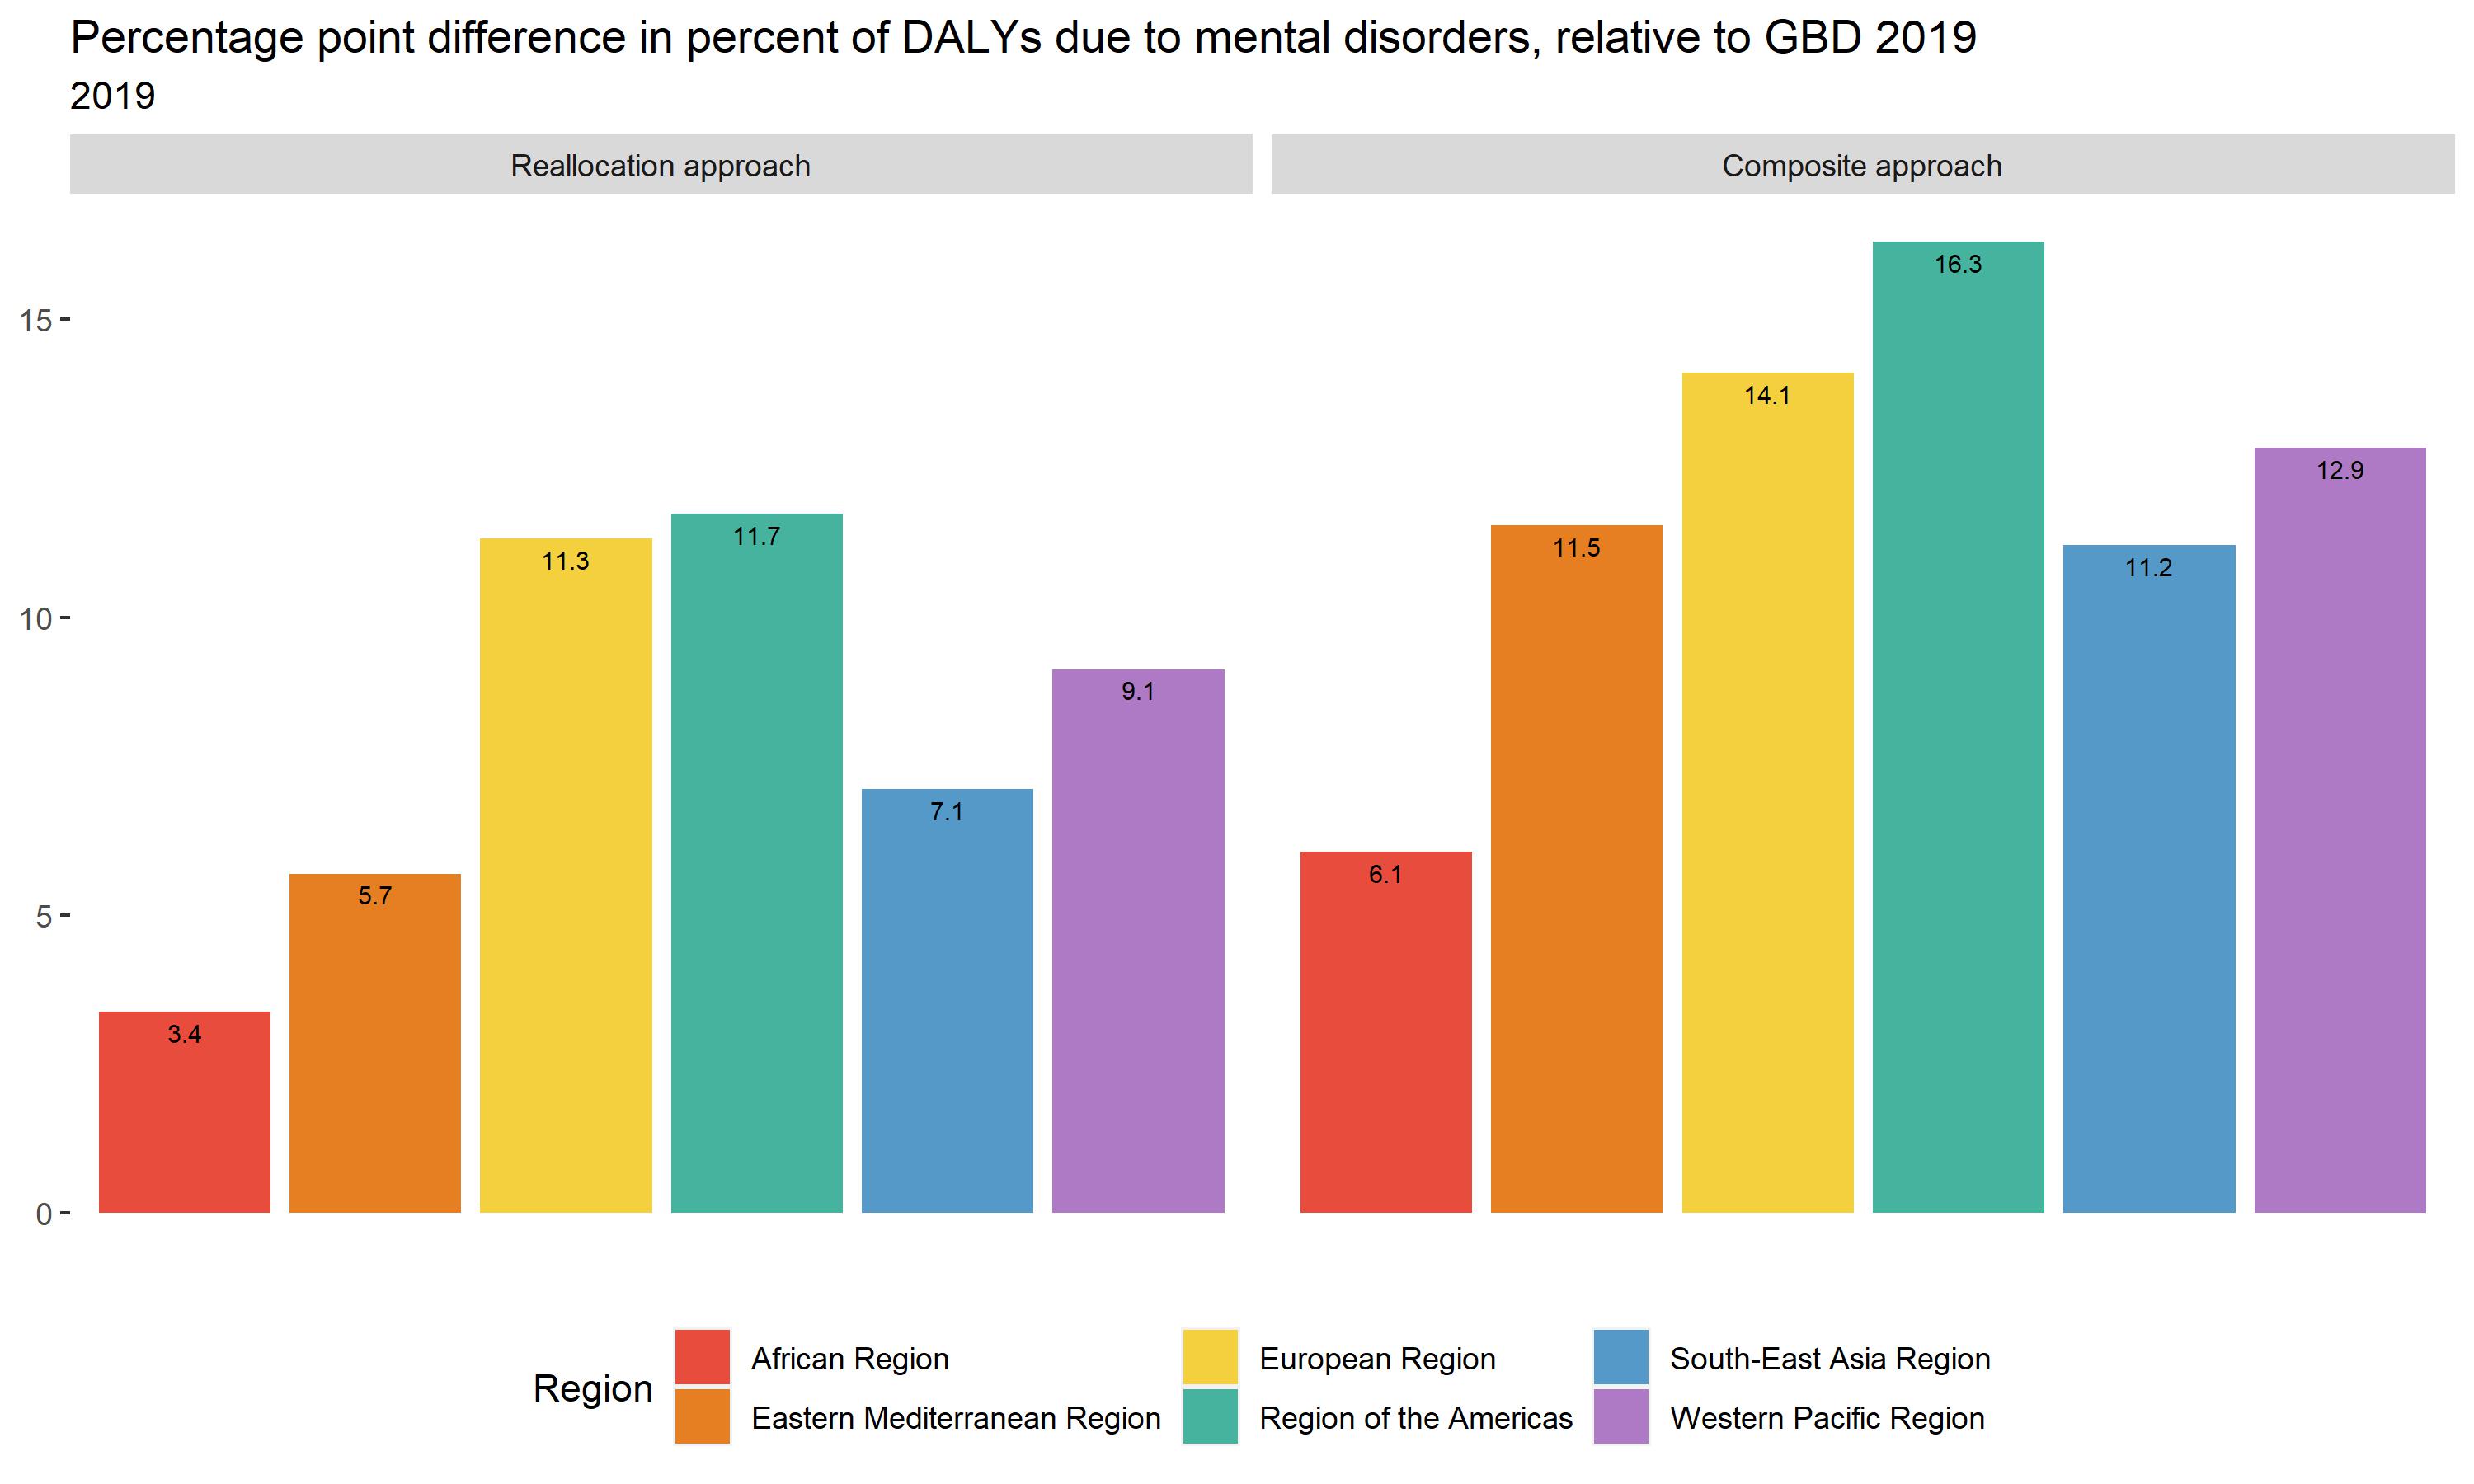 Percentage point difference in percent of DALYs due to mental disorders, relative to GBD 2019
2019
Reallocation approach
Composite approach
15
10
5
0
3.4
5.7
11.3
11.7
7.1
9.1
6.1
11.5
14.1
16.3
11.2
12.9
Region
African Region
Eastern Mediterranean Region
European Region
Region of the Americas
South-East Asia Region
Western Pacific Region